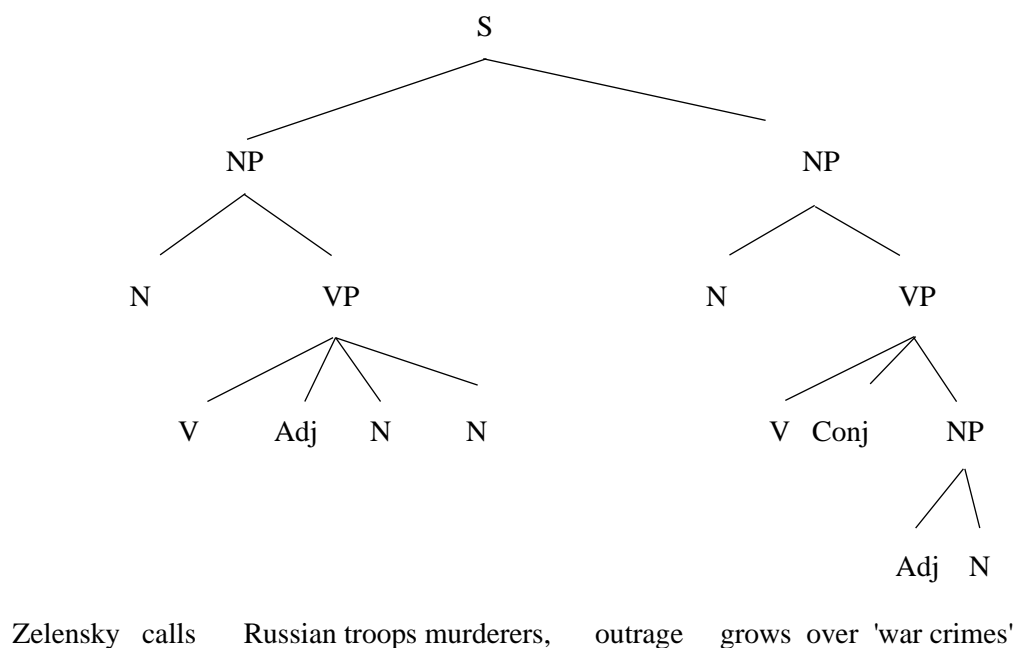 S
NP NP
N VP N VP
V Adj N N V Conj NP
Adj N
Zelensky calls Russian troops murderers, outrage grows over 'war crimes'